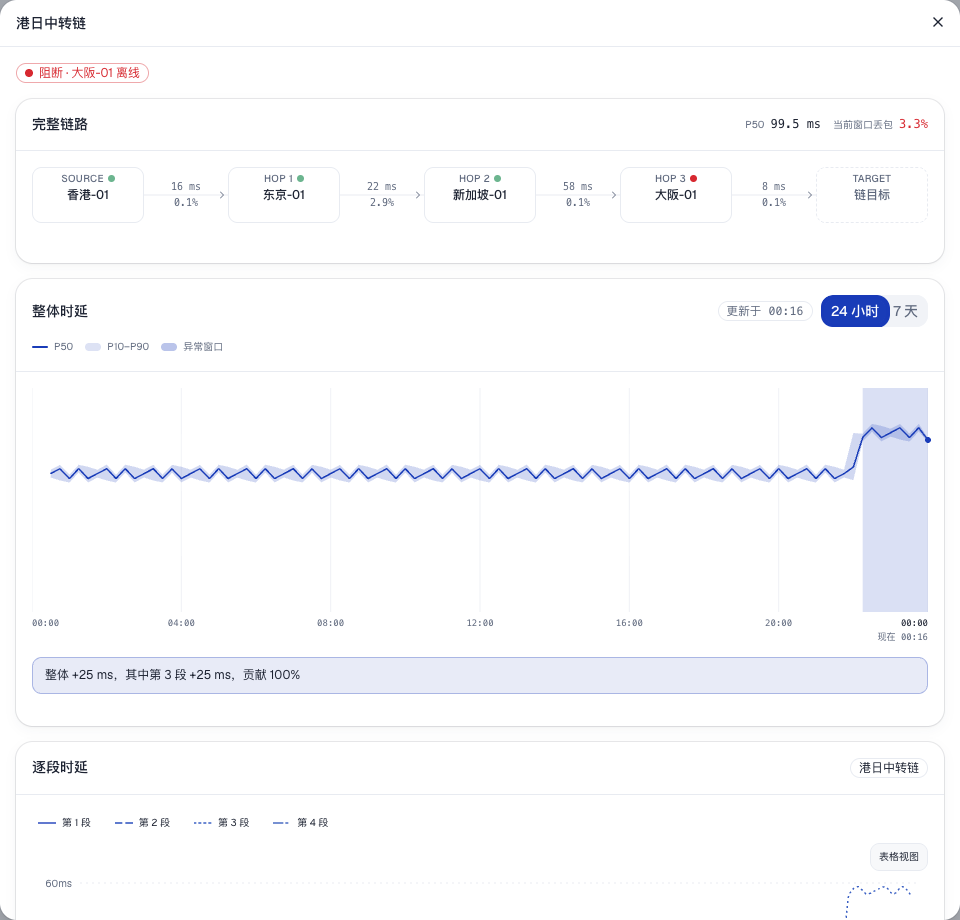 港日中转链
阻断 · 大阪-01 离线
完整链路
P50 99.5 ms 当前窗口丢包 3.3%
SOURCE
香港-01
16 ms
0.1%
HOP 1
东京-01
22 ms
2.9%
HOP 2
新加坡-01
58 ms
0.1%
HOP 3
大阪-01
8 ms
0.1%
TARGET
链目标
整体时延
更新于 00:16
24 小时
7 天
P50 P10–P90 异常窗口
00:00 04:00 08:00 12:00 16:00 20:00 00:00
现在 00:16
整体 +25 ms，其中第 3 段 +25 ms，贡献 100%
逐段时延
港日中转链
第 1 段 第 2 段 第 3 段 第 4 段
表格视图
60ms